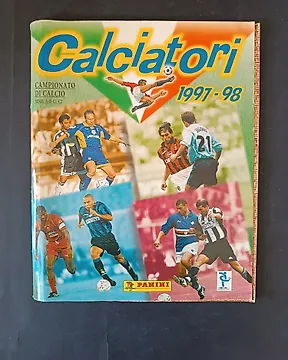 Calciatori
1997-98
CAMPIONATO
DI CALCIO
21
PANINI